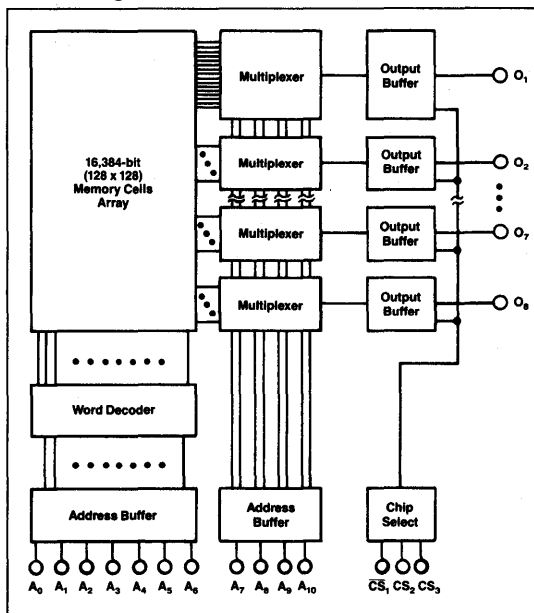 Multiplexer
Output
Buffer
O1
16,384-bit
(128 x 128)
Memory Cells
Array
Multiplexer
Output
Buffer
O2
Multiplexer
Output
Buffer
O7
Multiplexer
Output
Buffer
O8
Word Decoder
Address Buffer
Address
Buffer
Chip
Select
A0 A1 A2 A3 A4 A5 A6 A7 A8 A9 A10 C̅S̅1 CS2 CS3